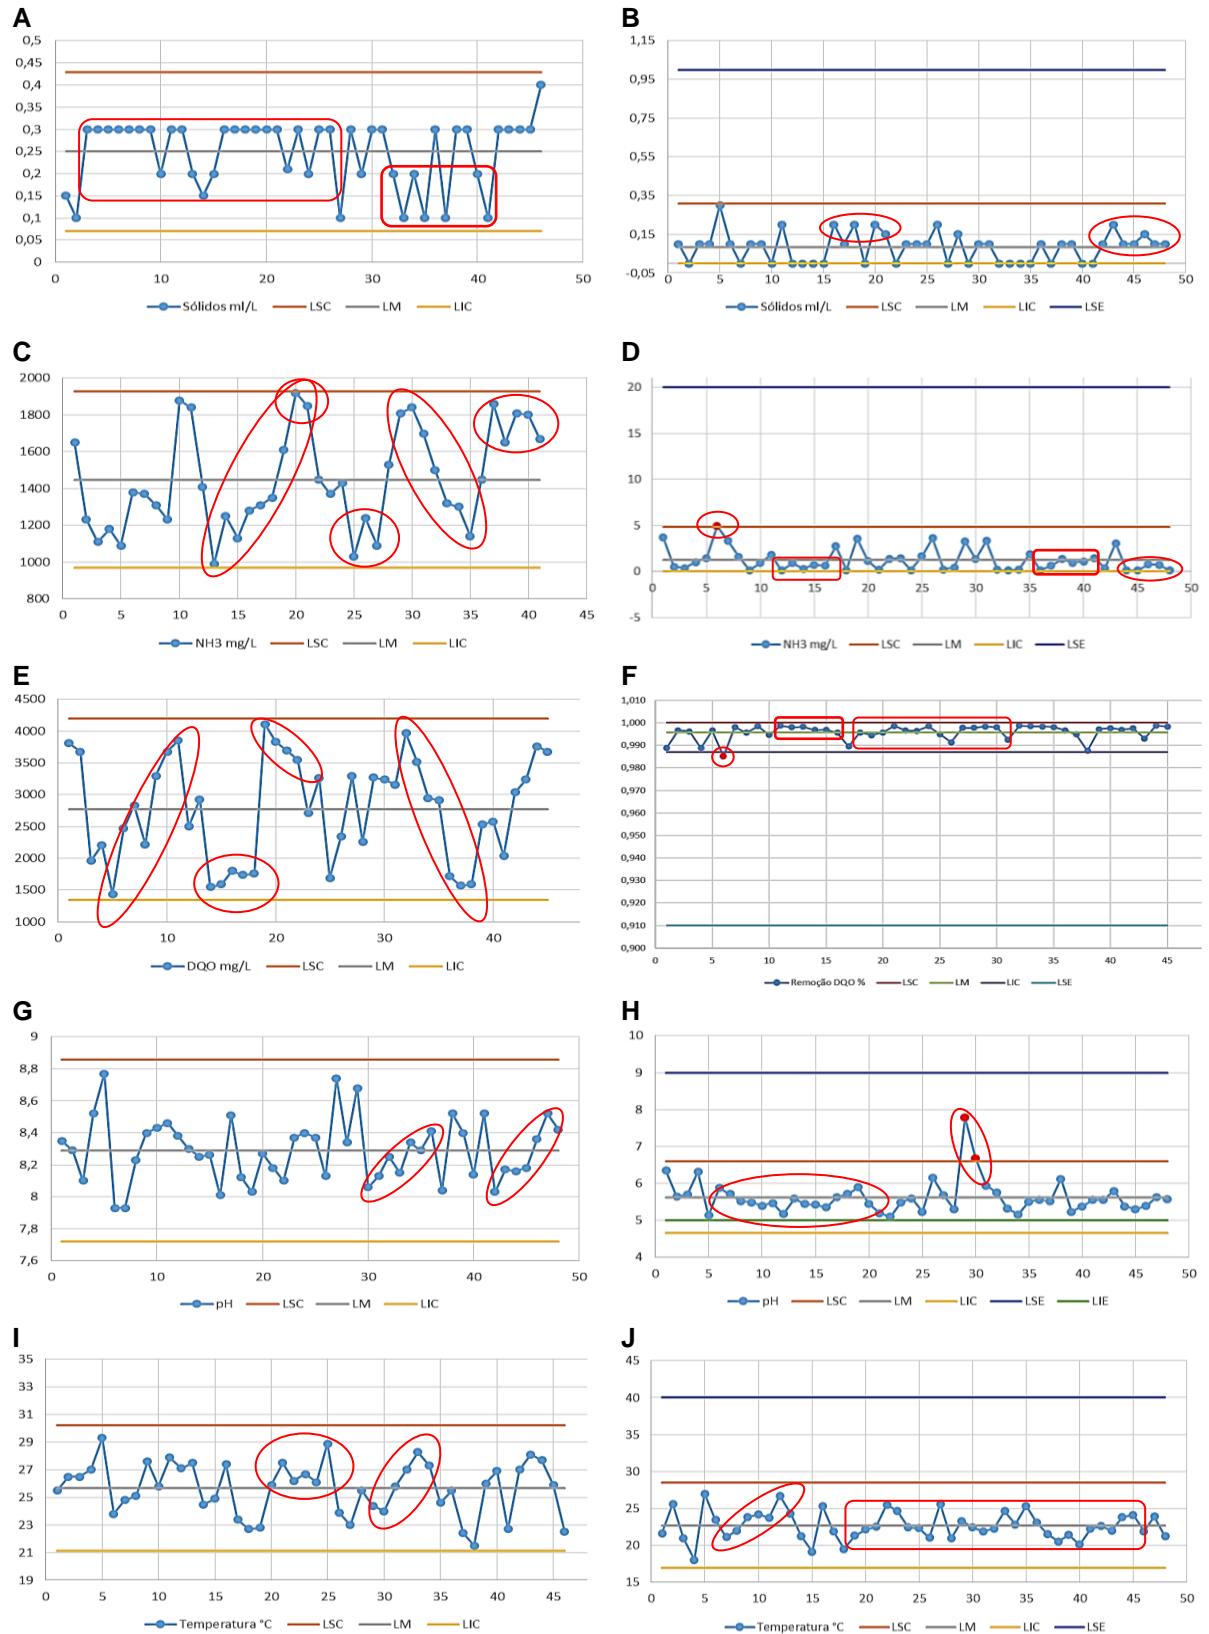 A
0,5
0,45
0,4
0,35
0,3
0,25
0,2
0,15
0,1
0,05
0
0 10 20 30 40 50
Sólidos ml/L LSC LM LIC
B
1,15
0,95
0,75
0,55
0,35
0,15
-0,05
0 5 10 15 20 25 30 35 40 45 50
Sólidos ml/L LSC LM LIC LSE
C
2000
1800
1600
1400
1200
1000
800
0 5 10 15 20 25 30 35 40 45
NH3 mg/L LSC LM LIC
D
20
15
10
5
0
-5
0 5 10 15 20 25 30 35 40 45 50
NH3 mg/L LSC LM LIC LSE
E
4500
4000
3500
3000
2500
2000
1500
1000
0 10 20 30 40
DQO mg/L LSC LM LIC
F
1,010
1,000
0,990
0,980
0,970
0,960
0,950
0,940
0,930
0,920
0,910
0,900
0 5 10 15 20 25 30 35 40 45
Remoção DQO % LSC LM LIC LSE
G
9
8,8
8,6
8,4
8,2
8
7,8
7,6
0 10 20 30 40 50
pH LSC LM LIC
H
10
9
8
7
6
5
4
0 5 10 15 20 25 30 35 40 45 50
pH LSC LM LIC LSE LIE
I
35
33
31
29
27
25
23
21
19
0 5 10 15 20 25 30 35 40 45
Temperatura °C LSC LM LIC
J
45
40
35
30
25
20
15
0 5 10 15 20 25 30 35 40 45 50
Temperatura °C LSC LM LIC LSE